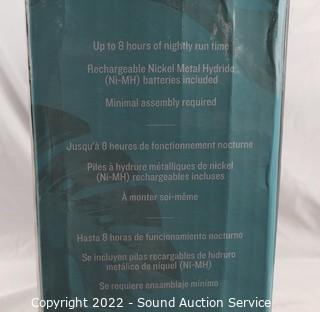 Up to 8 hours of nightly run time
Rechargeable Nickel Metal Hydride
(Ni-MH) batteries included
Minimal assembly required
Jusqu'à 8 heures de fonctionnement nocturne
Piles à hydrure métalliques de nickel
(Ni-MH) rechargeables incluses
À monter soi-même
Hasta 8 horas de funcionamiento nocturno
Se incluyen pilas recargables de hidruro
metálico de níquel (Ni-MH)
Se requiere ensamblaje mínimo
Copyright 2022 - Sound Auction Service